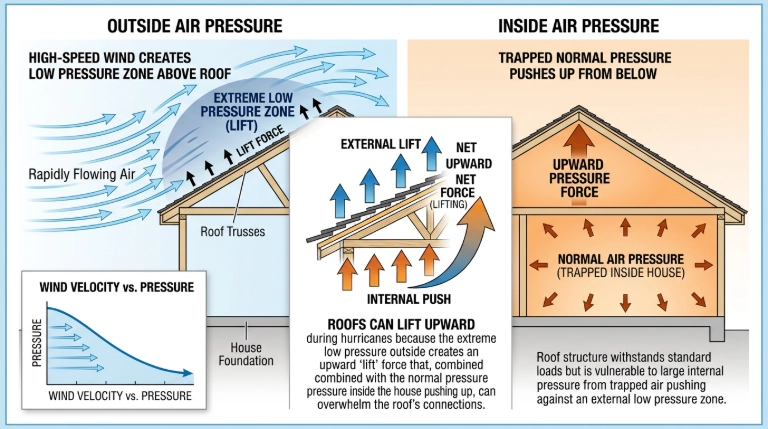 OUTSIDE AIR PRESSURE
HIGH-SPEED WIND CREATES
LOW PRESSURE ZONE ABOVE ROOF
EXTREME LOW
PRESSURE ZONE
(LIFT)
LIFT FORCE
Rapidly Flowing Air
Roof Trusses
WIND VELOCITY vs. PRESSURE
PRESSURE
WIND VELOCITY vs. PRESSURE
House
Foundation
EXTERNAL LIFT
NET
UPWARD
NET
FORCE
(LIFTING)
INTERNAL PUSH
ROOFS CAN LIFT UPWARD
during hurricanes because the extreme
low pressure outside creates an
upward 'lift' force that, combined
combined with the normal pressure
pressure inside the house pushing up, can
overwhelm the roof's connections.
INSIDE AIR PRESSURE
TRAPPED NORMAL PRESSURE
PUSHES UP FROM BELOW
UPWARD
PRESSURE
FORCE
NORMAL AIR PRESSURE
(TRAPPED INSIDE HOUSE)
Roof structure withstands standard
loads but is vulnerable to large internal
pressure from trapped air pushing
against an external low pressure zone.